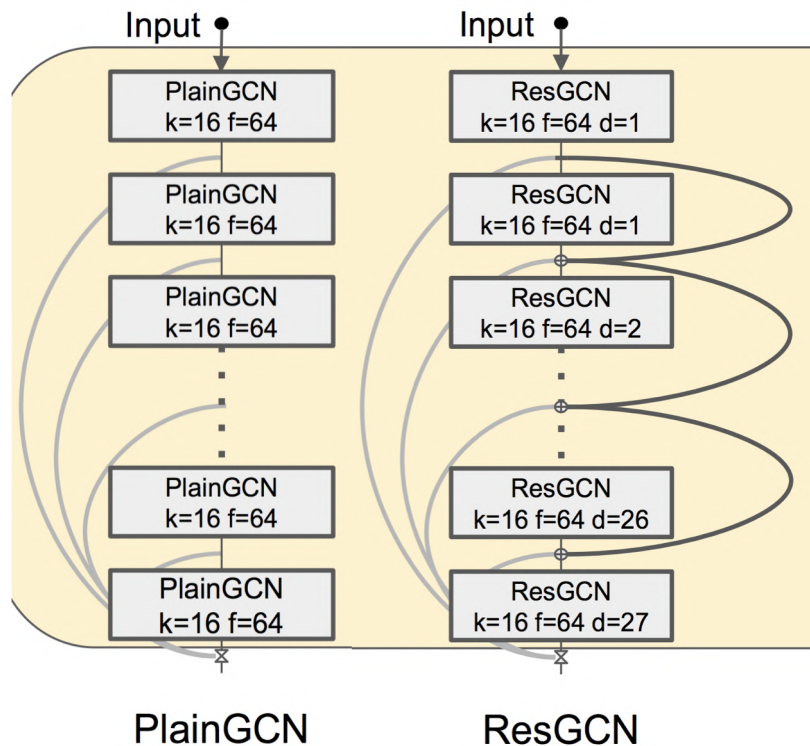 Input
PlainGCN
k=16 f=64
PlainGCN
k=16 f=64
PlainGCN
k=16 f=64
PlainGCN
k=16 f=64
PlainGCN
k=16 f=64
PlainGCN
Input
ResGCN
k=16 f=64 d=1
ResGCN
k=16 f=64 d=1
ResGCN
k=16 f=64 d=2
ResGCN
k=16 f=64 d=26
ResGCN
k=16 f=64 d=27
ResGCN